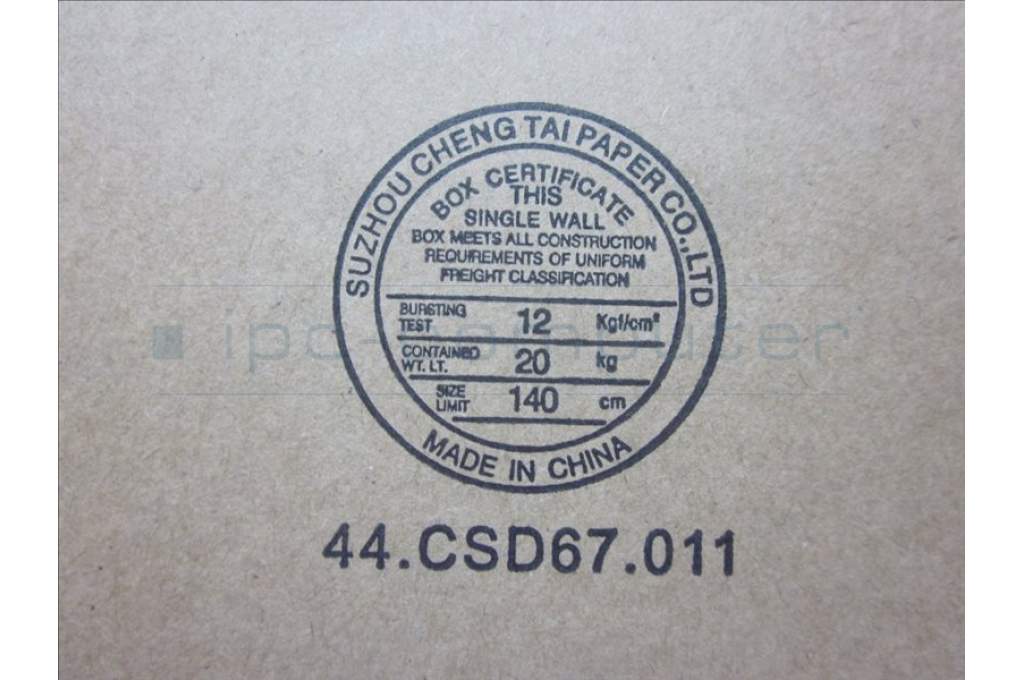 SUZHOU CHENG TAI PAPER CO.,LTD
BOX CERTIFICATE
THIS
SINGLE WALL
BOX MEETS ALL CONSTRUCTION
REQUIREMENTS OF UNIFORM
FREIGHT CLASSIFICATION
BURSTING TEST 12 Kgf/cm²
CONTAINED WT. LT. 20 kg
SIZE LIMIT 140 cm
MADE IN CHINA
44.CSD67.011
ipc-computer